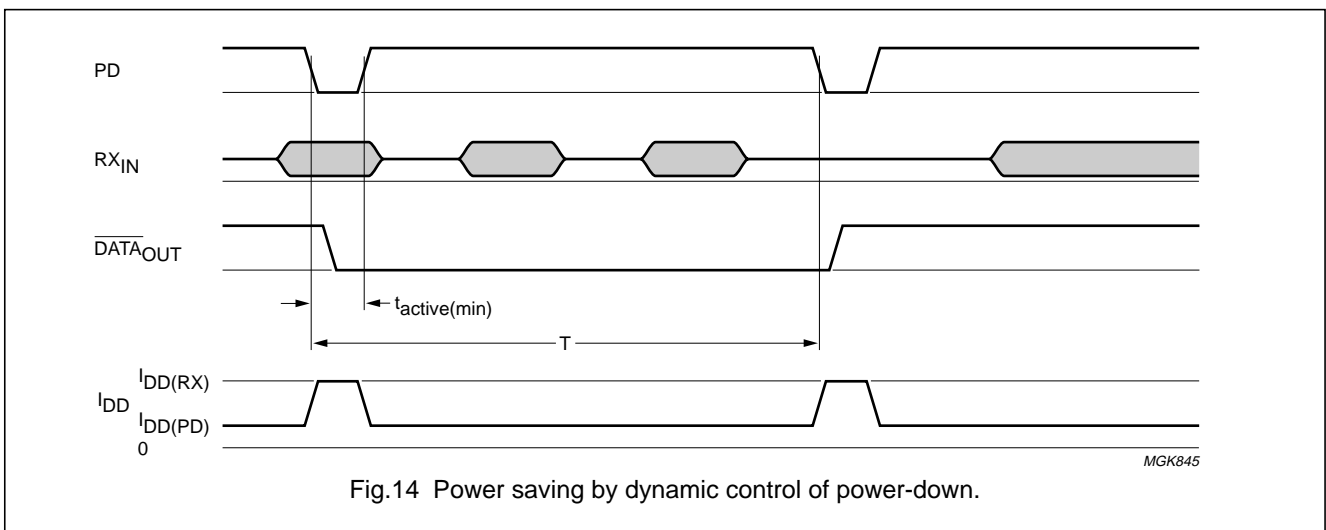 PD
RXIN
DATAOUT
tactive(min)
T
IDD(RX)
IDD
IDD(PD)
0
MGK845
Fig.14 Power saving by dynamic control of power-down.